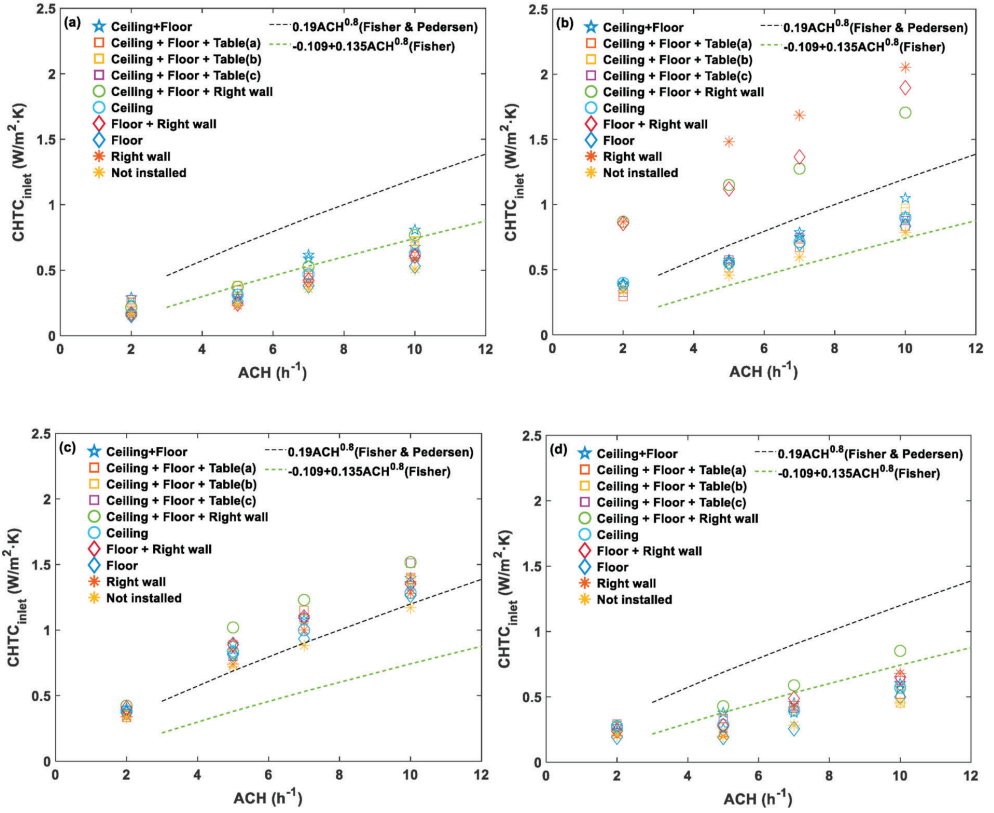 (a)
Ceiling+Floor
Ceiling + Floor + Table(a)
Ceiling + Floor + Table(b)
Ceiling + Floor + Table(c)
Ceiling + Floor + Right wall
Ceiling
Floor + Right wall
Floor
Right wall
Not installed
0.19ACH^0.8(Fisher & Pedersen)
-0.109+0.135ACH^0.8(Fisher)
CHTC_inlet (W/m²·K)
2.5
2
1.5
1
0.5
0
0 2 4 6 8 10 12
ACH (h⁻¹)
(b)
Ceiling+Floor
Ceiling + Floor + Table(a)
Ceiling + Floor + Table(b)
Ceiling + Floor + Table(c)
Ceiling + Floor + Right wall
Ceiling
Floor + Right wall
Floor
Right wall
Not installed
0.19ACH^0.8(Fisher & Pedersen)
-0.109+0.135ACH^0.8(Fisher)
CHTC_inlet (W/m²·K)
2.5
2
1.5
1
0.5
0
0 2 4 6 8 10 12
ACH (h⁻¹)
(c)
Ceiling+Floor
Ceiling + Floor + Table(a)
Ceiling + Floor + Table(b)
Ceiling + Floor + Table(c)
Ceiling + Floor + Right wall
Ceiling
Floor + Right wall
Floor
Right wall
Not installed
0.19ACH^0.8(Fisher & Pedersen)
-0.109+0.135ACH^0.8(Fisher)
CHTC_inlet (W/m²·K)
2.5
2
1.5
1
0.5
0
0 2 4 6 8 10 12
ACH (h⁻¹)
(d)
Ceiling+Floor
Ceiling + Floor + Table(a)
Ceiling + Floor + Table(b)
Ceiling + Floor + Table(c)
Ceiling + Floor + Right wall
Ceiling
Floor + Right wall
Floor
Right wall
Not installed
0.19ACH^0.8(Fisher & Pedersen)
-0.109+0.135ACH^0.8(Fisher)
CHTC_inlet (W/m²·K)
2.5
2
1.5
1
0.5
0
0 2 4 6 8 10 12
ACH (h⁻¹)